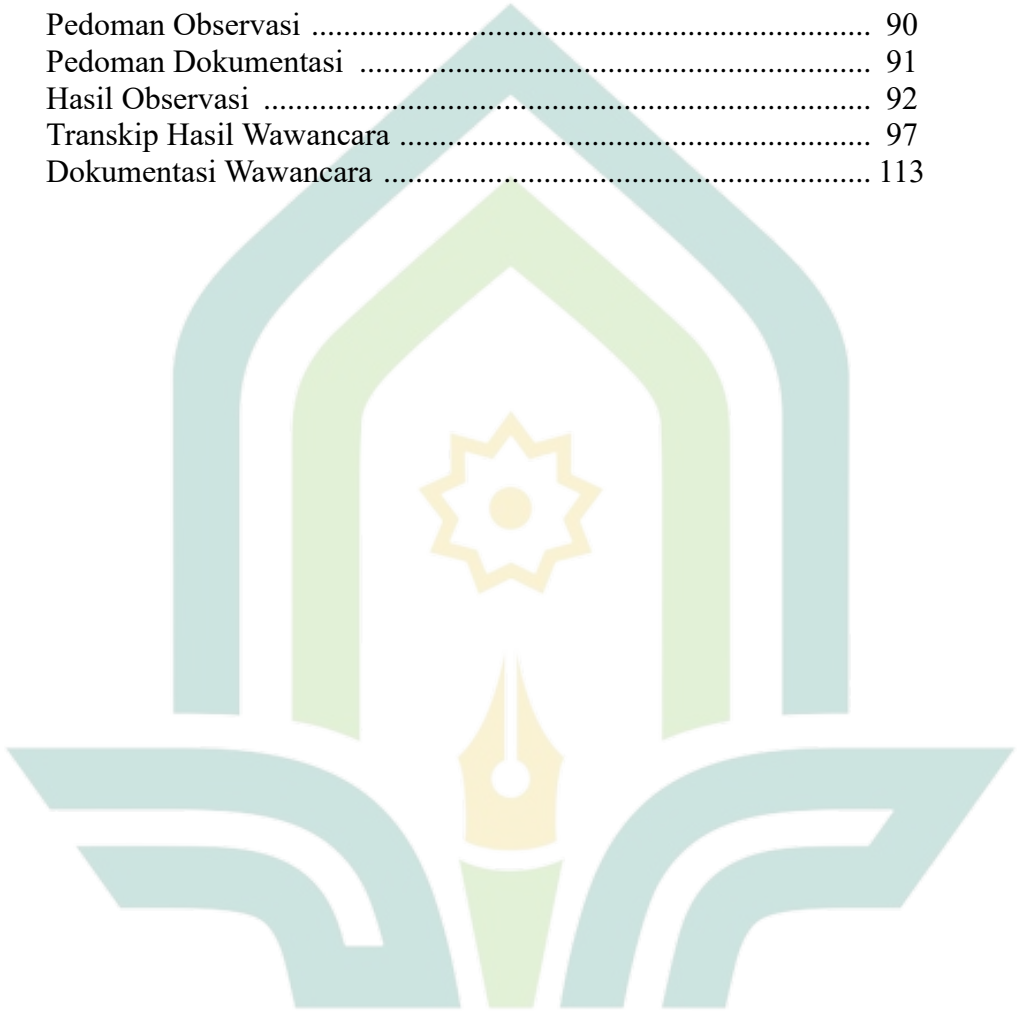 Pedoman Observasi ..................................................................... 90
Pedoman Dokumentasi ............................................................... 91
Hasil Observasi ........................................................................... 92
Transkip Hasil Wawancara .......................................................... 97
Dokumentasi Wawancara ............................................................ 113